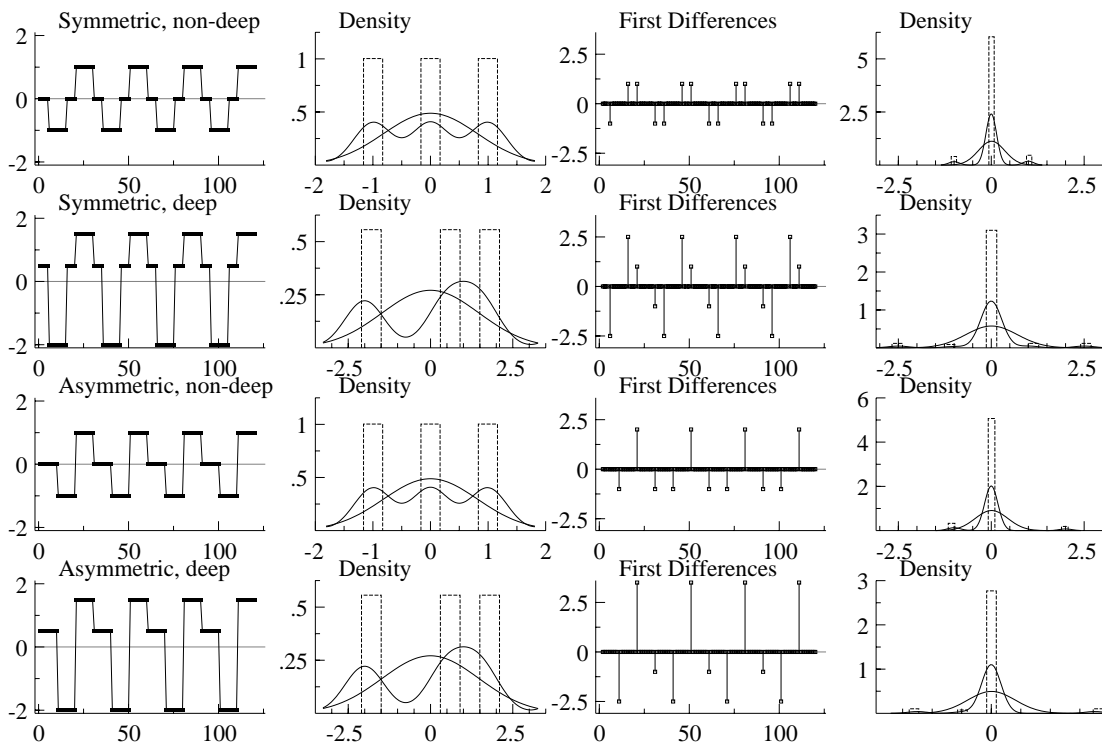 Symmetric, non-deep Density First Differences Density
2 0 -2 0 50 100
1 .5 -2 -1 0 1 2
2.5 0 -2.5 0 50 100
5 2.5 -2.5 0 2.5
Symmetric, deep Density First Differences Density
2 0 -2 0 50 100
.5 .25 -2.5 0 2.5
2.5 0 -2.5 0 50 100
3 2 1 -2.5 0 2.5
Asymmetric, non-deep Density First Differences Density
2 0 -2 0 50 100
1 .5 -2 -1 0 1 2
2.5 0 -2.5 0 50 100
6 4 2 -2.5 0 2.5
Asymmetric, deep Density First Differences Density
2 0 -2 0 50 100
.5 .25 -2.5 0 2.5
2.5 0 -2.5 0 50 100
3 2 1 -2.5 0 2.5